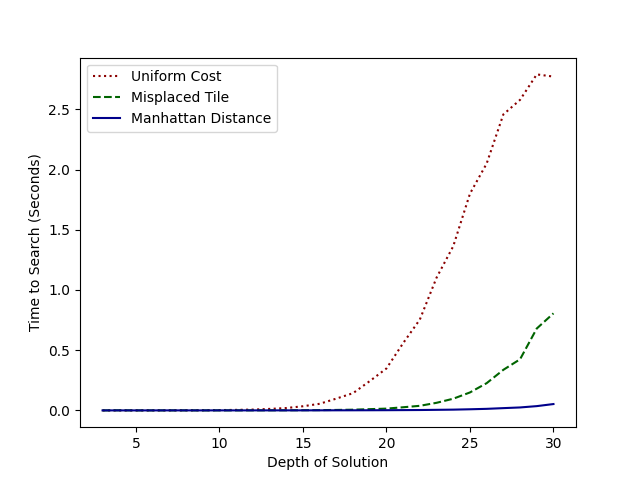 Uniform Cost
Misplaced Tile
Manhattan Distance
Time to Search (Seconds)
2.5
2.0
1.5
1.0
0.5
0.0
5 10 15 20 25 30
Depth of Solution